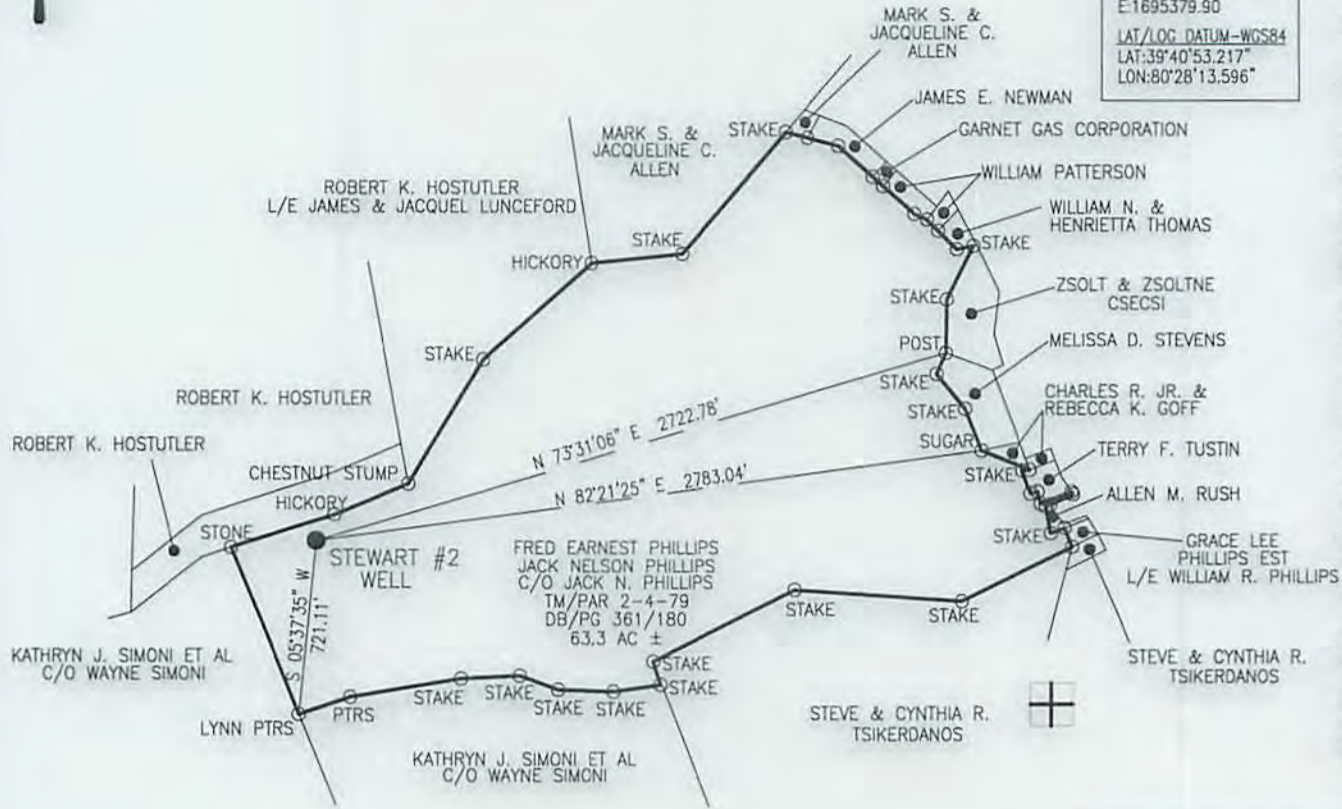 E:1695379.90
LAT/LOG DATUM-WGS84
LAT:39°40'53.217"
LON:80°28'13.596"
MARK S. &
JACQUELINE C.
ALLEN
JAMES E. NEWMAN
GARNET GAS CORPORATION
WILLIAM PATTERSON
WILLIAM N. &
HENRIETTA THOMAS
STAKE
MARK S. &
JACQUELINE C.
ALLEN
STAKE
ROBERT K. HOSTUTLER
L/E JAMES & JACQUEL LUNCEFORD
STAKE
HICKORY
STAKE
ZSOLT & ZSOLTNE
CSECSI
POST
MELISSA D. STEVENS
STAKE
STAKE
CHARLES R. JR. &
REBECCA K. GOFF
STAKE
ROBERT K. HOSTUTLER
N 73°31'06" E 2722.78'
SUGAR
TERRY F. TUSTIN
ROBERT K. HOSTUTLER
CHESTNUT STUMP
N 82°21'25" E 2783.04'
STAKE
ALLEN M. RUSH
HICKORY
STONE
STAKE
GRACE LEE
PHILLIPS EST
L/E WILLIAM R. PHILLIPS
STEWART #2
WELL
FRED EARNEST PHILLIPS
JACK NELSON PHILLIPS
C/O JACK N. PHILLIPS
TM/PAR 2-4-79
DB/PG 361/180
63.3 AC ±
STAKE
STAKE
S 05°37'35" W
721.11'
KATHRYN J. SIMONI ET AL
C/O WAYNE SIMONI
STEVE & CYNTHIA R.
TSIKERDANOS
STAKE
STAKE
STAKE
STAKE
STAKE
PTRS
LYNN PTRS
STEVE & CYNTHIA R.
TSIKERDANOS
KATHRYN J. SIMONI ET AL
C/O WAYNE SIMONI